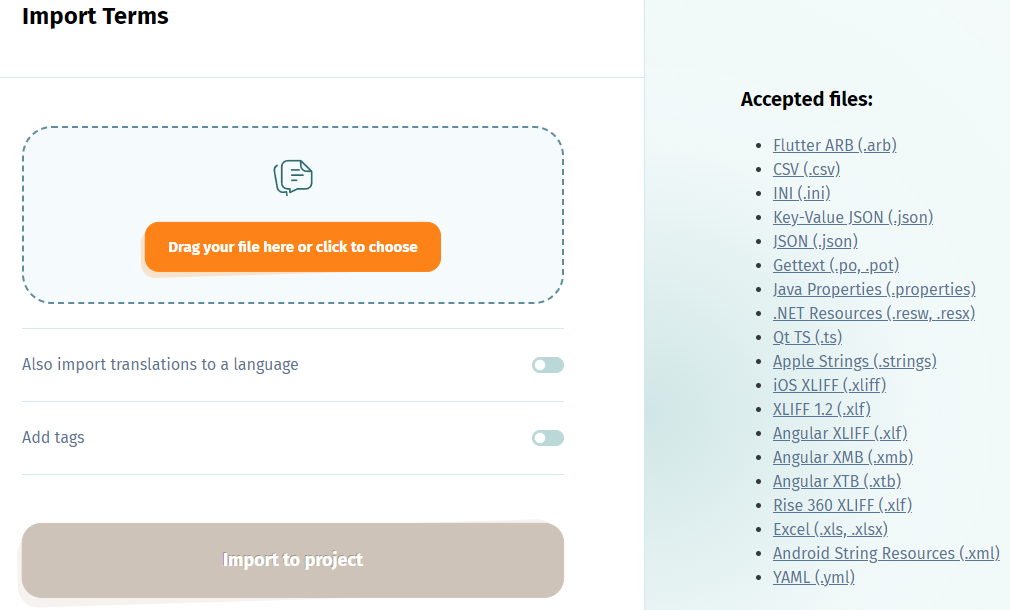 Import Terms
Drag your file here or click to choose
Also import translations to a language
Add tags
Import to project
Accepted files:
Flutter ARB (.arb)
CSV (.csv)
INI (.ini)
Key-Value JSON (.json)
JSON (.json)
Gettext (.po, .pot)
Java Properties (.properties)
.NET Resources (.resw, .resx)
Qt TS (.ts)
Apple Strings (.strings)
iOS XLIFF (.xliff)
XLIFF 1.2 (.xlf)
Angular XLIFF (.xlf)
Angular XMB (.xmb)
Angular XTB (.xtb)
Rise 360 XLIFF (.xlf)
Excel (.xls, .xlsx)
Android String Resources (.xml)
YAML (.yml)